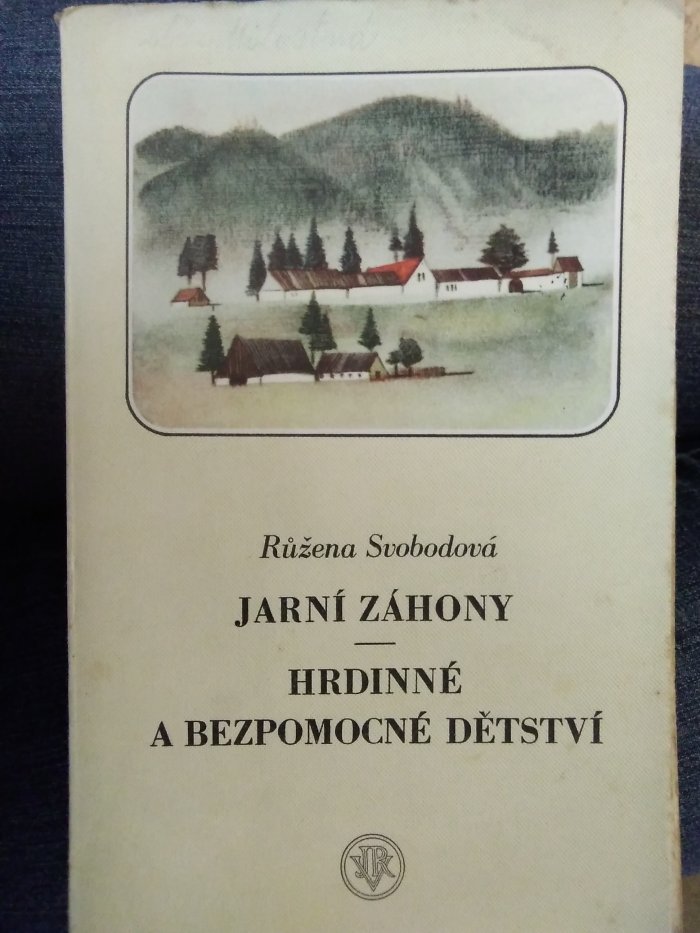 Růžena Svobodová
JARNÍ ZÁHONY
HRDINNÉ
A BEZPOMOCNÉ DĚTSTVÍ